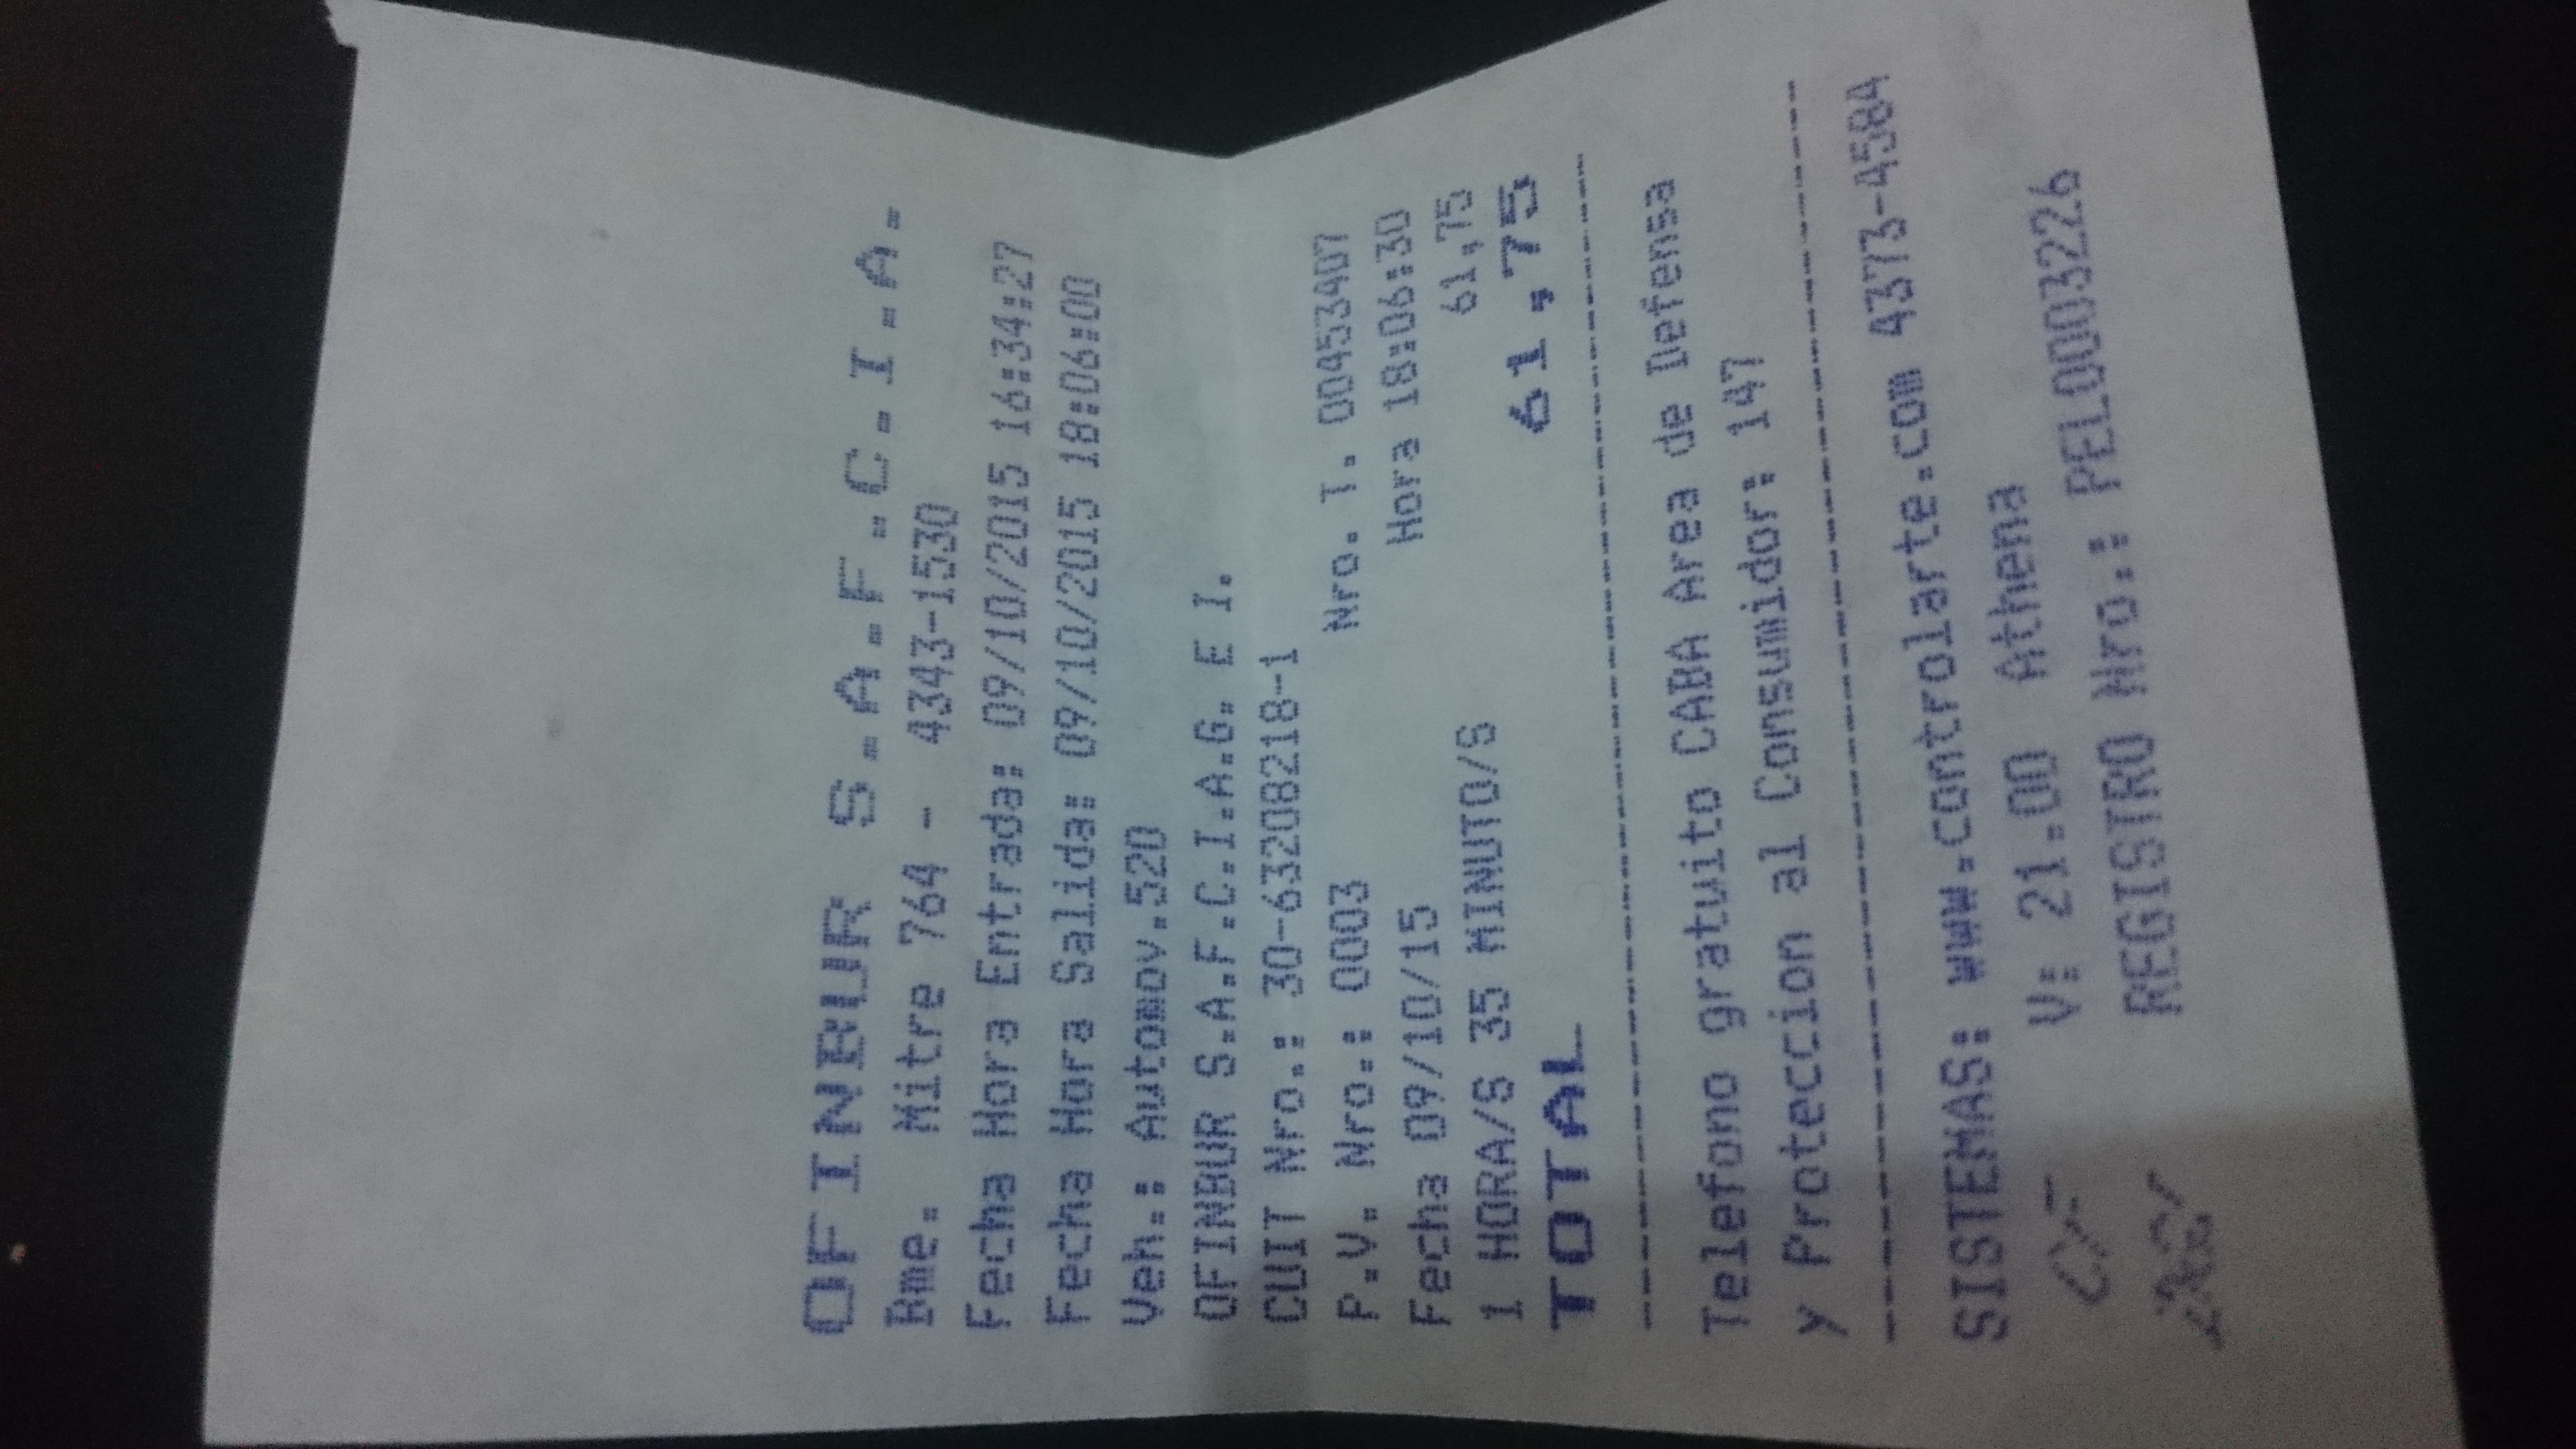 OFINBUR S.A.F.C.I.A.
Bme. Mitre 764 - 4343-1530
Fecha Hora Entrada: 09/10/2015 16:34:27
Fecha Hora Salida: 09/10/2015 18:06:00
Veh.: Automov.520
OFINBUR S.A.F.C.I.A.G. E I.
CUIT Nro.: 30-63208218-1
P.V. Nro.: 0003 Nro. T. 00453407
Fecha 09/10/15 Hora 18:06:30
1 HORA/S 35 MINUTO/S 61,75
TOTAL 61,75
Telefono gratuito CABA Area de Defensa
y Proteccion al Consumidor: 147
SISTEMAS: www.controlarte.com 4373-4584
CF V: 21.00 Athena
REGISTRO Nro.: PEL0003226